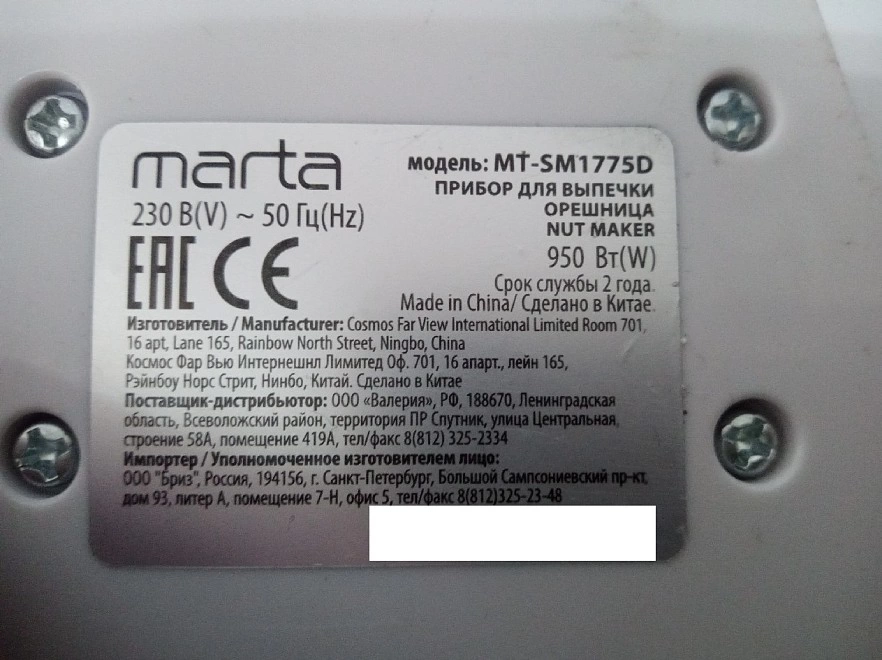 marta
модель: MT-SM1775D
ПРИБОР ДЛЯ ВЫПЕЧКИ
ОРЕШНИЦА
NUT MAKER
230 В(V) ~ 50 Гц(Hz)
950 Вт(W)
EAC CE
Срок службы 2 года.
Made in China/ Сделано в Китае.
Изготовитель / Manufacturer: Cosmos Far View International Limited Room 701,
16 apt, Lane 165, Rainbow North Street, Ningbo, China
Космос Фар Вью Интернешнл Лимитед Оф. 701, 16 апарт., лейн 165,
Рэйнбоу Норс Стрит, Нинбо, Китай. Сделано в Китае
Поставщик-дистрибьютор: ООО «Валерия», РФ, 188670, Ленинградская
область, Всеволожский район, территория ПР Спутник, улица Центральная,
строение 58А, помещение 419А, тел/факс 8(812) 325-2334
Импортер / Уполномоченное изготовителем лицо:
ООО "Бриз", Россия, 194156, г. Санкт-Петербург, Большой Сампсониевский пр-кт,
дом 93, литер А, помещение 7-Н, офис 5, тел/факс 8(812)325-23-48